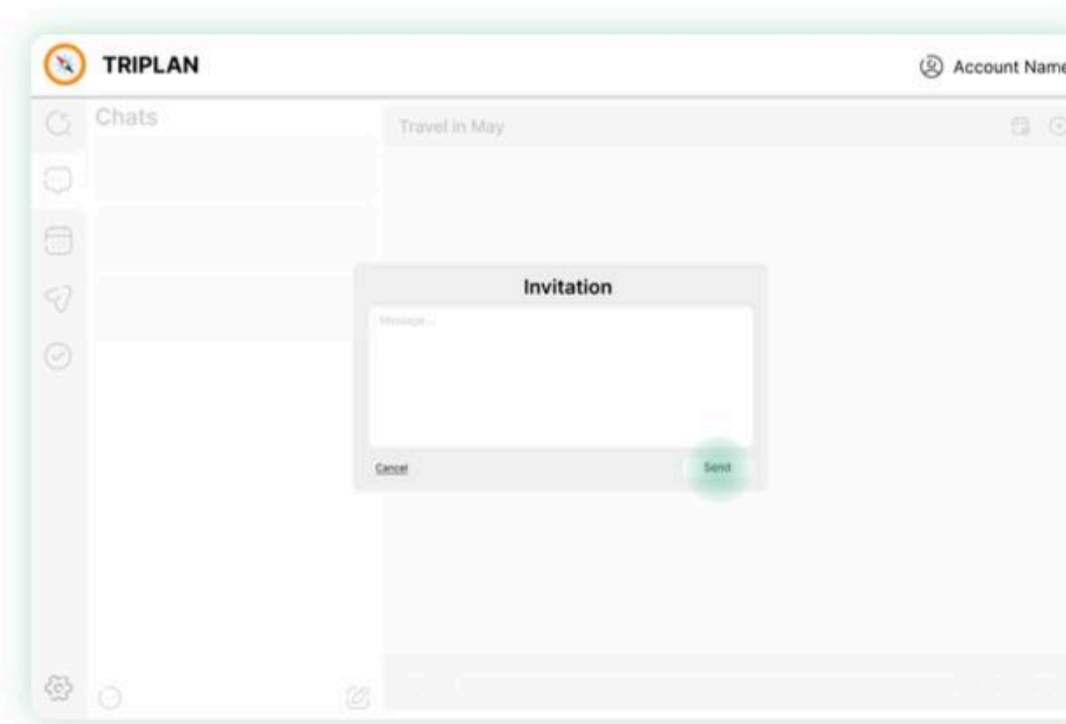 TRIPLAN
Account Name
Chats
Travel in May
Invitation
Message...
Cancel
Send